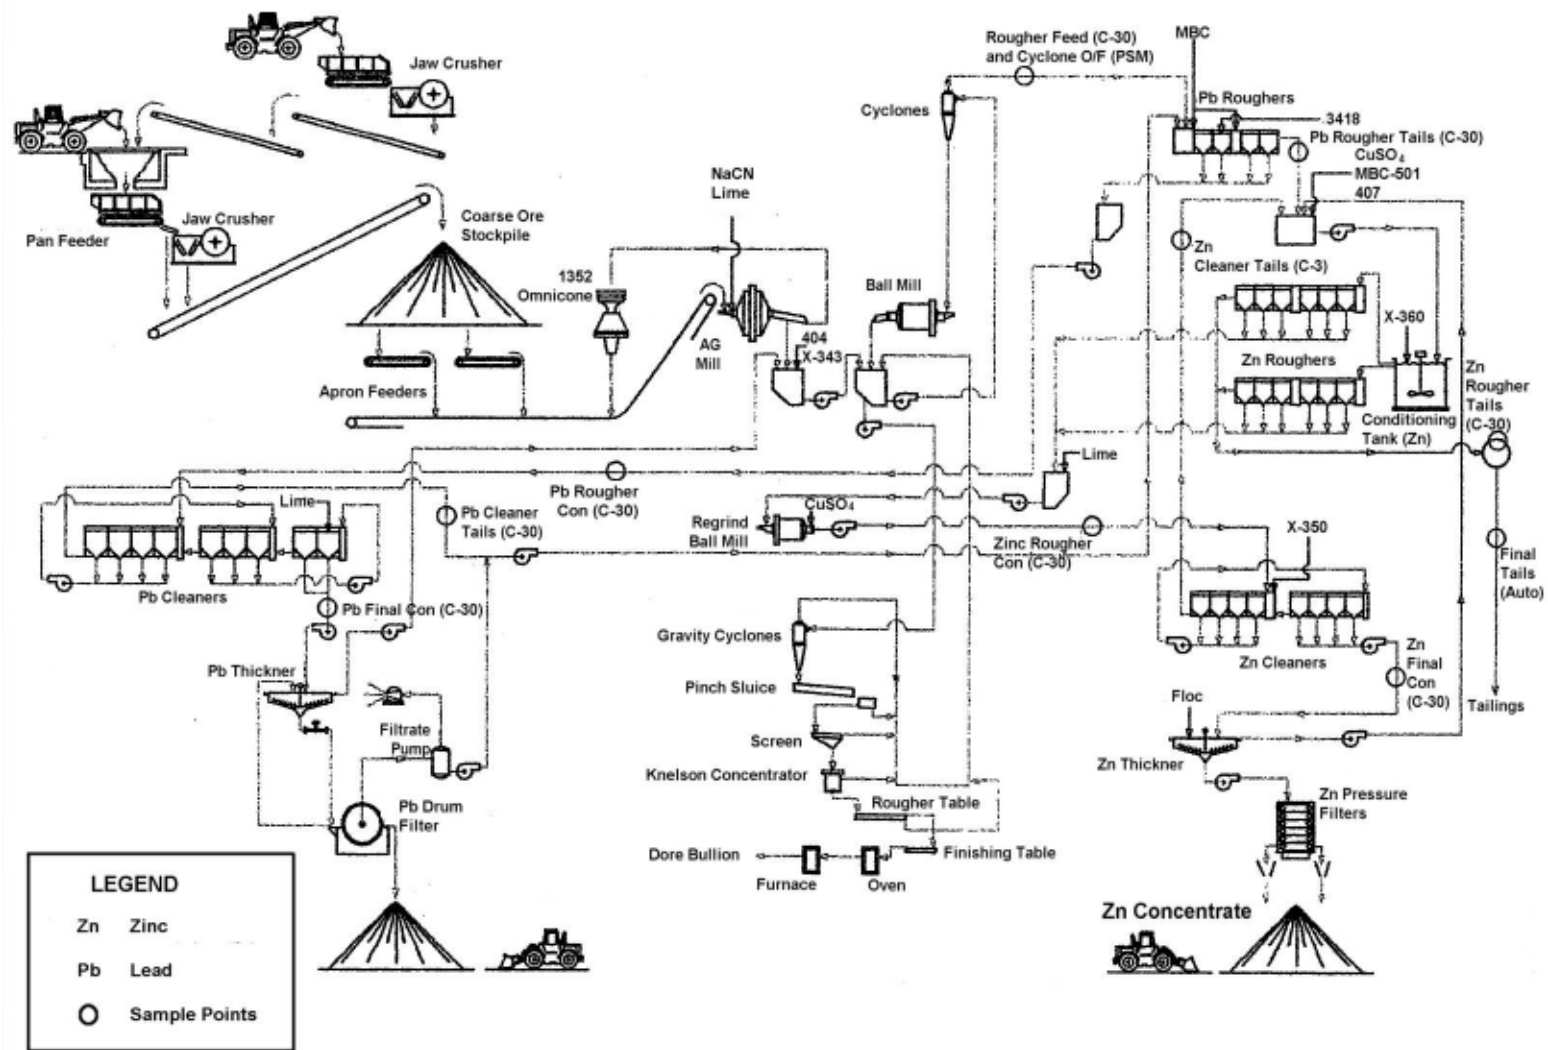 Jaw Crusher
Jaw Crusher
Pan Feeder
Coarse Ore
Stockpile
Apron Feeders
1352
Omnicone
NaCN
Lime
AG
Mill
404
X-343
Cyclones
Ball Mill
Rougher Feed (C-30)
and Cyclone O/F (PSM)
MBC
Pb Roughers
3418
Pb Rougher Tails (C-30)
CuSO4
MBC-501
407
Zn
Cleaner Tails (C-3)
X-360
Zn Roughers
Conditioning
Tank (Zn)
Zn
Rougher
Tails
(C-30)
Lime
Pb Rougher
Con (C-30)
Pb Cleaner
Tails (C-30)
Lime
Pb Cleaners
Pb Final Con (C-30)
Regrind
Ball Mill
CuSO4
Zinc Rougher
Con (C-30)
X-350
Final
Tails
(Auto)
Zn Cleaners
Zn
Final
Con
(C-30)
Tailings
Floc
Zn Thickner
Zn Pressure
Filters
Zn Concentrate
Pb Thickner
Filtrate
Pump
Pb Drum
Filter
Gravity Cyclones
Pinch Sluice
Screen
Knelson Concentrator
Rougher Table
Finishing Table
Dore Bullion
Furnace
Oven
LEGEND
Zn Zinc
Pb Lead
Sample Points